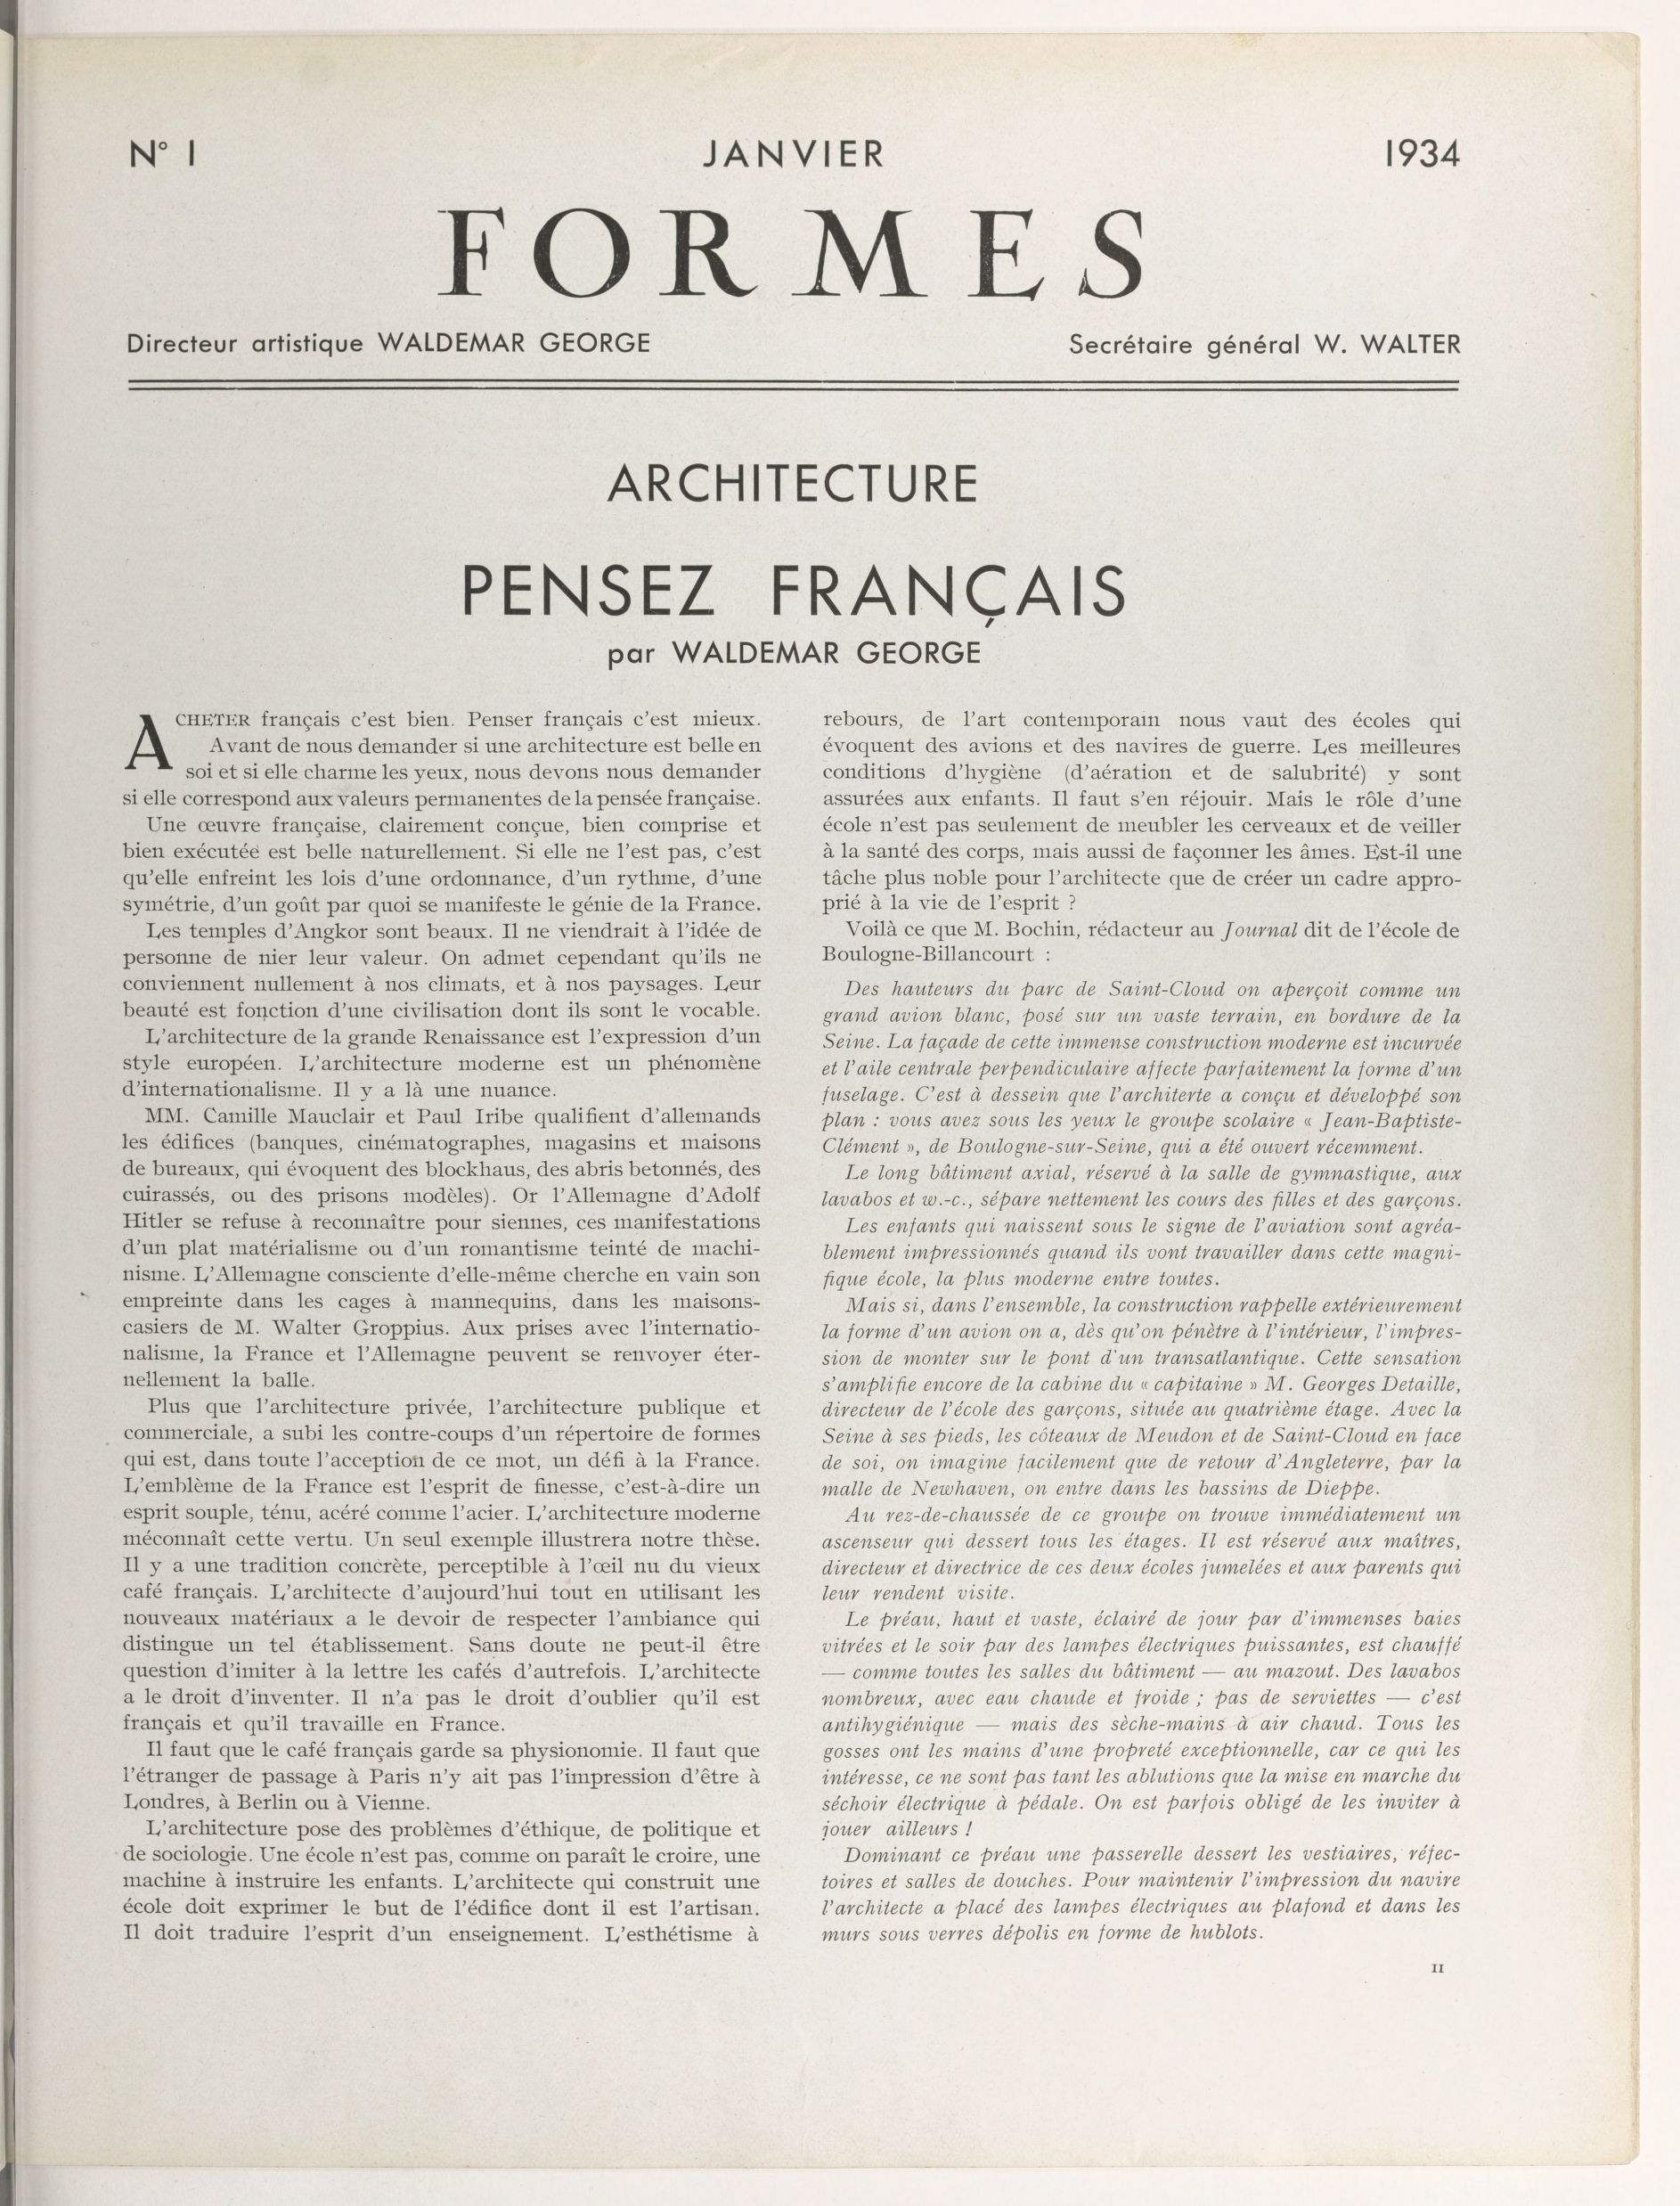 N° I
JANVIER
1934
FORMES
Directeur artistique WALDEMAR GEORGE
Secrétaire général W. WALTER
ARCHITECTURE
PENSEZ FRANÇAIS
par WALDEMAR GEORGE
ACHETER français c'est bien. Penser français c'est mieux.
Avant de nous demander si une architecture est belle en
soi et si elle charme les yeux, nous devons nous demander
si elle correspond aux valeurs permanentes de la pensée française.
Une œuvre française, clairement conçue, bien comprise et
bien exécutée est belle naturellement. Si elle ne l'est pas, c'est
qu'elle enfreint les lois d'une ordonnance, d'un rythme, d'une
symétrie, d'un goût par quoi se manifeste le génie de la France.
Les temples d'Angkor sont beaux. Il ne viendrait à l'idée de
personne de nier leur valeur. On admet cependant qu'ils ne
conviennent nullement à nos climats, et à nos paysages. Leur
beauté est fonction d'une civilisation dont ils sont le vocable.
L'architecture de la grande Renaissance est l'expression d'un
style européen. L'architecture moderne est un phénomène
d'internationalisme. Il y a là une nuance.
MM. Camille Mauclair et Paul Iribe qualifient d'allemands
les édifices (banques, cinématographes, magasins et maisons
de bureaux, qui évoquent des blockhaus, des abris betonnés, des
cuirassés, ou des prisons modèles). Or l'Allemagne d'Adolf
Hitler se refuse à reconnaître pour siennes, ces manifestations
d'un plat matérialisme ou d'un romantisme teinté de machi-
nisme. L'Allemagne consciente d'elle-même cherche en vain son
empreinte dans les cages à mannequins, dans les maisons-
casiers de M. Walter Groppius. Aux prises avec l'internatio-
nalisme, la France et l'Allemagne peuvent se renvoyer éter-
nellement la balle.
Plus que l'architecture privée, l'architecture publique et
commerciale, a subi les contre-coups d'un répertoire de formes
qui est, dans toute l'acception de ce mot, un défi à la France.
L'emblème de la France est l'esprit de finesse, c'est-à-dire un
esprit souple, ténu, acéré comme l'acier. L'architecture moderne
méconnaît cette vertu. Un seul exemple illustrera notre thèse.
Il y a une tradition concrète, perceptible à l'œil nu du vieux
café français. L'architecte d'aujourd'hui tout en utilisant les
nouveaux matériaux a le devoir de respecter l'ambiance qui
distingue un tel établissement. Sans doute ne peut-il être
question d'imiter à la lettre les cafés d'autrefois. L'architecte
a le droit d'inventer. Il n'a pas le droit d'oublier qu'il est
français et qu'il travaille en France.
Il faut que le café français garde sa physionomie. Il faut que
l'étranger de passage à Paris n'y ait pas l'impression d'être à
Londres, à Berlin ou à Vienne.
L'architecture pose des problèmes d'éthique, de politique et
de sociologie. Une école n'est pas, comme on paraît le croire, une
machine à instruire les enfants. L'architecte qui construit une
école doit exprimer le but de l'édifice dont il est l'artisan.
Il doit traduire l'esprit d'un enseignement. L'esthétisme à
rebours, de l'art contemporain nous vaut des écoles qui
évoquent des avions et des navires de guerre. Les meilleures
conditions d'hygiène (d'aération et de salubrité) y sont
assurées aux enfants. Il faut s'en réjouir. Mais le rôle d'une
école n'est pas seulement de meubler les cerveaux et de veiller
à la santé des corps, mais aussi de façonner les âmes. Est-il une
tâche plus noble pour l'architecte que de créer un cadre appro-
prié à la vie de l'esprit ?
Voilà ce que M. Bochin, rédacteur au Journal dit de l'école de
Boulogne-Billancourt :
Des hauteurs du parc de Saint-Cloud on aperçoit comme un
grand avion blanc, posé sur un vaste terrain, en bordure de la
Seine. La façade de cette immense construction moderne est incurvée
et l'aile centrale perpendiculaire affecte parfaitement la forme d'un
fuselage. C'est à dessein que l'architerte a conçu et développé son
plan : vous avez sous les yeux le groupe scolaire « Jean-Baptiste-
Clément », de Boulogne-sur-Seine, qui a été ouvert récemment.
Le long bâtiment axial, réservé à la salle de gymnastique, aux
lavabos et w.-c., sépare nettement les cours des filles et des garçons.
Les enfants qui naissent sous le signe de l'aviation sont agréa-
blement impressionnés quand ils vont travailler dans cette magni-
fique école, la plus moderne entre toutes.
Mais si, dans l'ensemble, la construction rappelle extérieurement
la forme d'un avion on a, dès qu'on pénètre à l'intérieur, l'impres-
sion de monter sur le pont d'un transatlantique. Cette sensation
s'amplifie encore de la cabine du « capitaine » M. Georges Detaille,
directeur de l'école des garçons, située au quatrième étage. Avec la
Seine à ses pieds, les côteaux de Meudon et de Saint-Cloud en face
de soi, on imagine facilement que de retour d'Angleterre, par la
malle de Newhaven, on entre dans les bassins de Dieppe.
Au rez-de-chaussée de ce groupe on trouve immédiatement un
ascenseur qui dessert tous les étages. Il est réservé aux maîtres,
directeur et directrice de ces deux écoles jumelées et aux parents qui
leur rendent visite.
Le préau, haut et vaste, éclairé de jour par d'immenses baies
vitrées et le soir par des lampes électriques puissantes, est chauffé
— comme toutes les salles du bâtiment — au mazout. Des lavabos
nombreux, avec eau chaude et froide ; pas de serviettes — c'est
antihygiénique — mais des sèche-mains à air chaud. Tous les
gosses ont les mains d'une propreté exceptionnelle, car ce qui les
intéresse, ce ne sont pas tant les ablutions que la mise en marche du
séchoir électrique à pédale. On est parfois obligé de les inviter à
jouer ailleurs !
Dominant ce préau une passerelle dessert les vestiaires, réfec-
toires et salles de douches. Pour maintenir l'impression du navire
l'architecte a placé des lampes électriques au plafond et dans les
murs sous verres dépolis en forme de hublots.
II